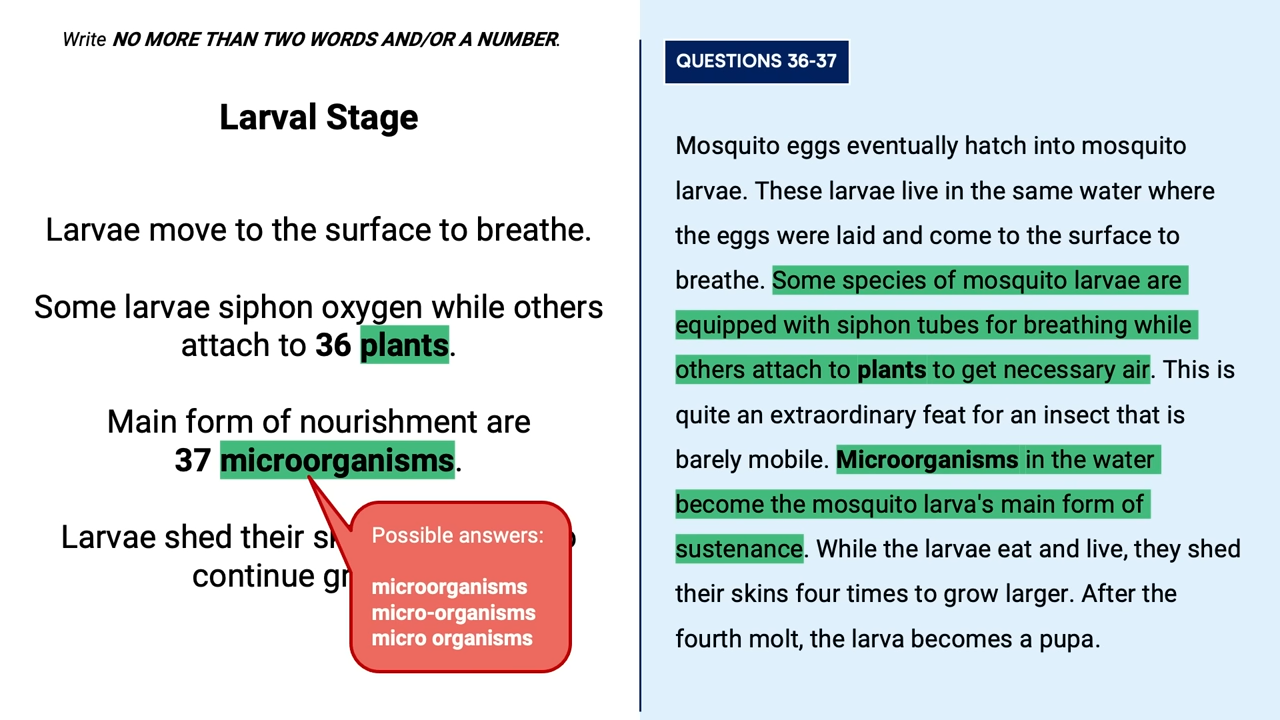 Write NO MORE THAN TWO WORDS AND/OR A NUMBER.
Larval Stage
Larvae move to the surface to breathe.
Some larvae siphon oxygen while others
attach to 36 plants.
Main form of nourishment are
37 microorganisms.
Larvae shed their
continue
Possible answers:
microorganisms
micro-organisms
micro organisms
QUESTIONS 36-37
Mosquito eggs eventually hatch into mosquito
larvae. These larvae live in the same water where
the eggs were laid and come to the surface to
breathe. Some species of mosquito larvae are
equipped with siphon tubes for breathing while
others attach to plants to get necessary air. This is
quite an extraordinary feat for an insect that is
barely mobile. Microorganisms in the water
become the mosquito larva's main form of
sustenance. While the larvae eat and live, they shed
their skins four times to grow larger. After the
fourth molt, the larva becomes a pupa.